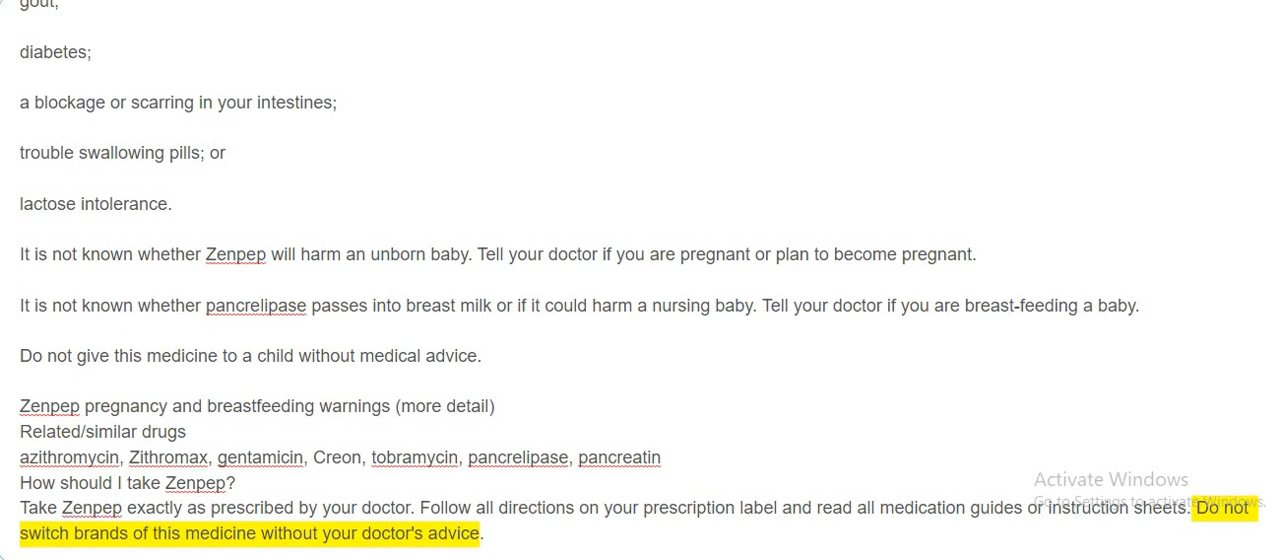 gout;
diabetes;
a blockage or scarring in your intestines;
trouble swallowing pills; or
lactose intolerance.
It is not known whether Zenpep will harm an unborn baby. Tell your doctor if you are pregnant or plan to become pregnant.
It is not known whether pancrelipase passes into breast milk or if it could harm a nursing baby. Tell your doctor if you are breast-feeding a baby.
Do not give this medicine to a child without medical advice.
Zenpep pregnancy and breastfeeding warnings (more detail)
Related/similar drugs
azithromycin, Zithromax, gentamicin, Creon, tobramycin, pancrelipase, pancreatin
How should I take Zenpep?
Activate Windows
Go to Settings to activate Windows.
Take Zenpep exactly as prescribed by your doctor. Follow all directions on your prescription label and read all medication guides or instruction sheets. Do not
switch brands of this medicine without your doctor's advice.